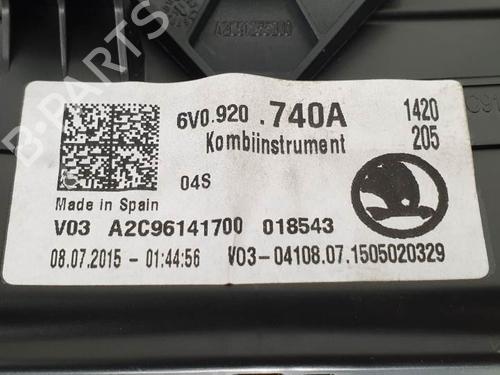 6V0.920 .740A 1420
Kombiinstrument 205
04S
Made in Spain
V03 A2C96141700 018543
08.07.2015 - 01:44:56 V03-04108.07.1505020329
B-PARTS